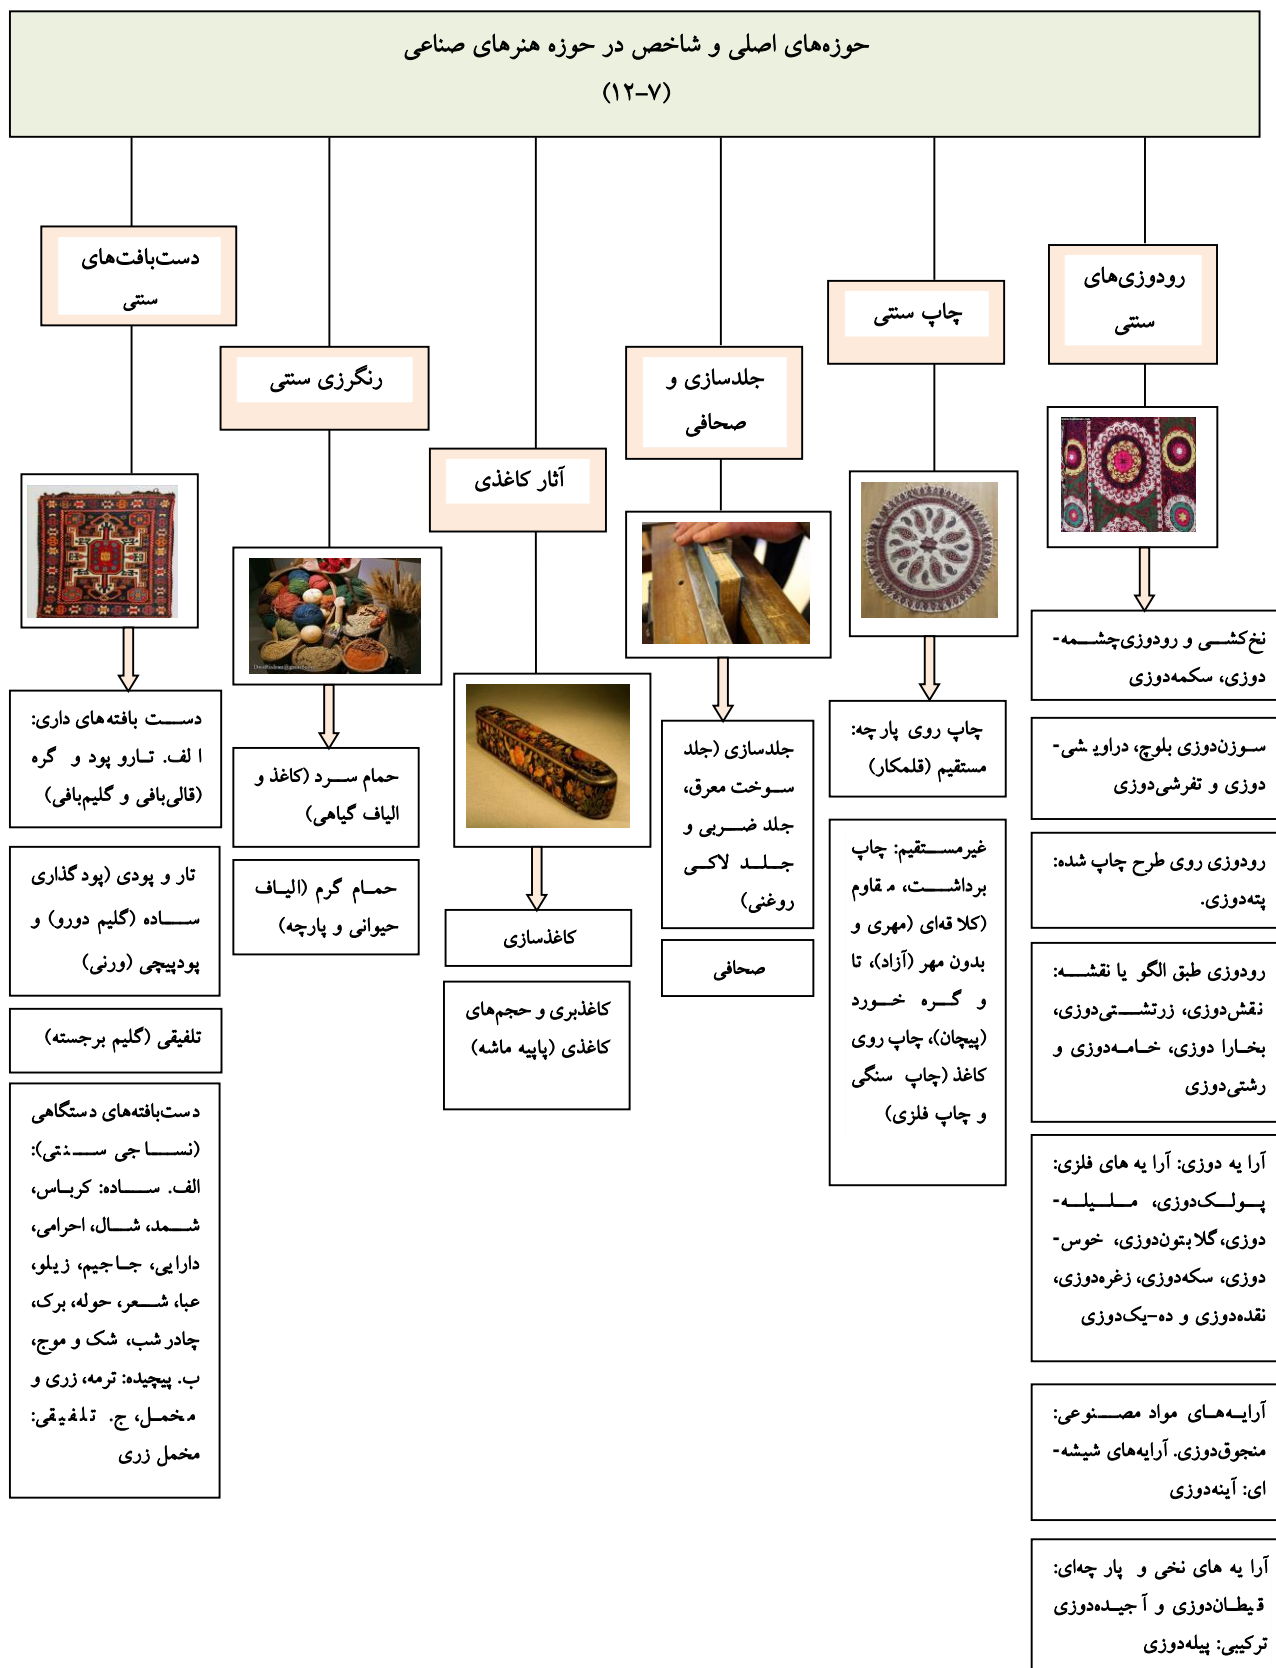 حوزه‌های اصلی و شاخص در حوزه هنرهای صناعی
(۷–۱۲)
رودوزی‌های
سنتی
نخ‌کشی و رودوزی‌چشمه-
دوزی، سکمه‌دوزی
سوزن‌دوزی بلوچ، دراویشی-
دوزی و تفرشی‌دوزی
رودوزی روی طرح چاپ شده:
پته‌دوزی.
رودوزی طبق الگو یا نقشه:
نقش‌دوزی، زرتشتی‌دوزی،
بخارا دوزی، خامه‌دوزی و
رشتی‌دوزی
آرایه دوزی: آرایه های فلزی:
پولک‌دوزی، ملیله-
دوزی، گلابتون‌دوزی، خوس-
دوزی، سکه‌دوزی، زغره‌دوزی،
نقده‌دوزی و ده–یک‌دوزی
آرایه‌های مواد مصنوعی:
منجوق‌دوزی. آرایه‌های شیشه-
ای: آینه‌دوزی
آرایه های نخی و پارچه‌ای:
قیطان‌دوزی و آجیده‌دوزی
ترکیبی: پیله‌دوزی
چاپ سنتی
چاپ روی پارچه:
مستقیم (قلمکار)
غیرمستقیم: چاپ
برداشت، مقاوم
(کلاقه‌ای (مهری و
بدون مهر (آزاد)، تا
و گره خورد
(پیچان)، چاپ روی
کاغذ (چاپ سنگی
و چاپ فلزی)
جلدسازی و
صحافی
جلدسازی (جلد
سوخت معرق،
جلد ضربی و
جلد لاکی
روغنی)
صحافی
آثار کاغذی
کاغذسازی
کاغذبری و حجم‌های
کاغذی (پاپیه ماشه)
رنگرزی سنتی
حمام سرد (کاغذ و
الیاف گیاهی)
حمام گرم (الیاف
حیوانی و پارچه)
دست‌بافت‌های
سنتی
دست بافته‌های داری:
الف. تارو پود و گره
(قالی‌بافی و گلیم‌بافی)
تار و پودی (پود گذاری
ساده (گلیم دورو) و
پودپیچی (ورنی)
تلفیقی (گلیم برجسته)
دست‌بافته‌های دستگاهی
(نساجی سنتی):
الف. ساده: کرباس،
شمد، شال، احرامی،
دارایی، جاجیم، زیلو،
عبا، شعر، حوله، برک،
چادرشب، شک و موج،
ب. پیچیده: ترمه، زری و
مخمل، ج. تلفیقی:
مخمل زری